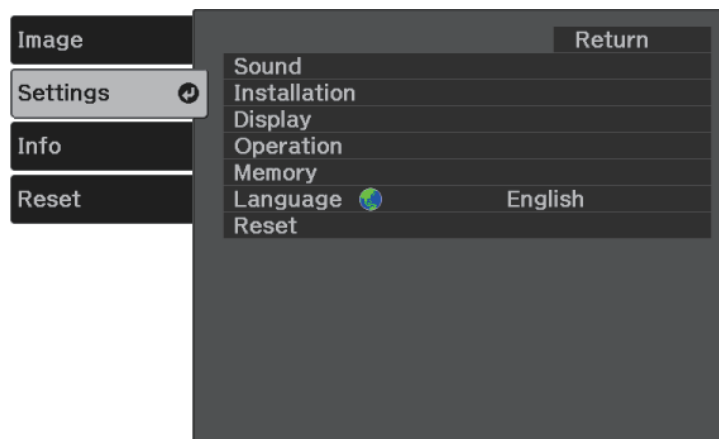 Image
Settings
Info
Reset
Return
Sound
Installation
Display
Operation
Memory
Language English
Reset